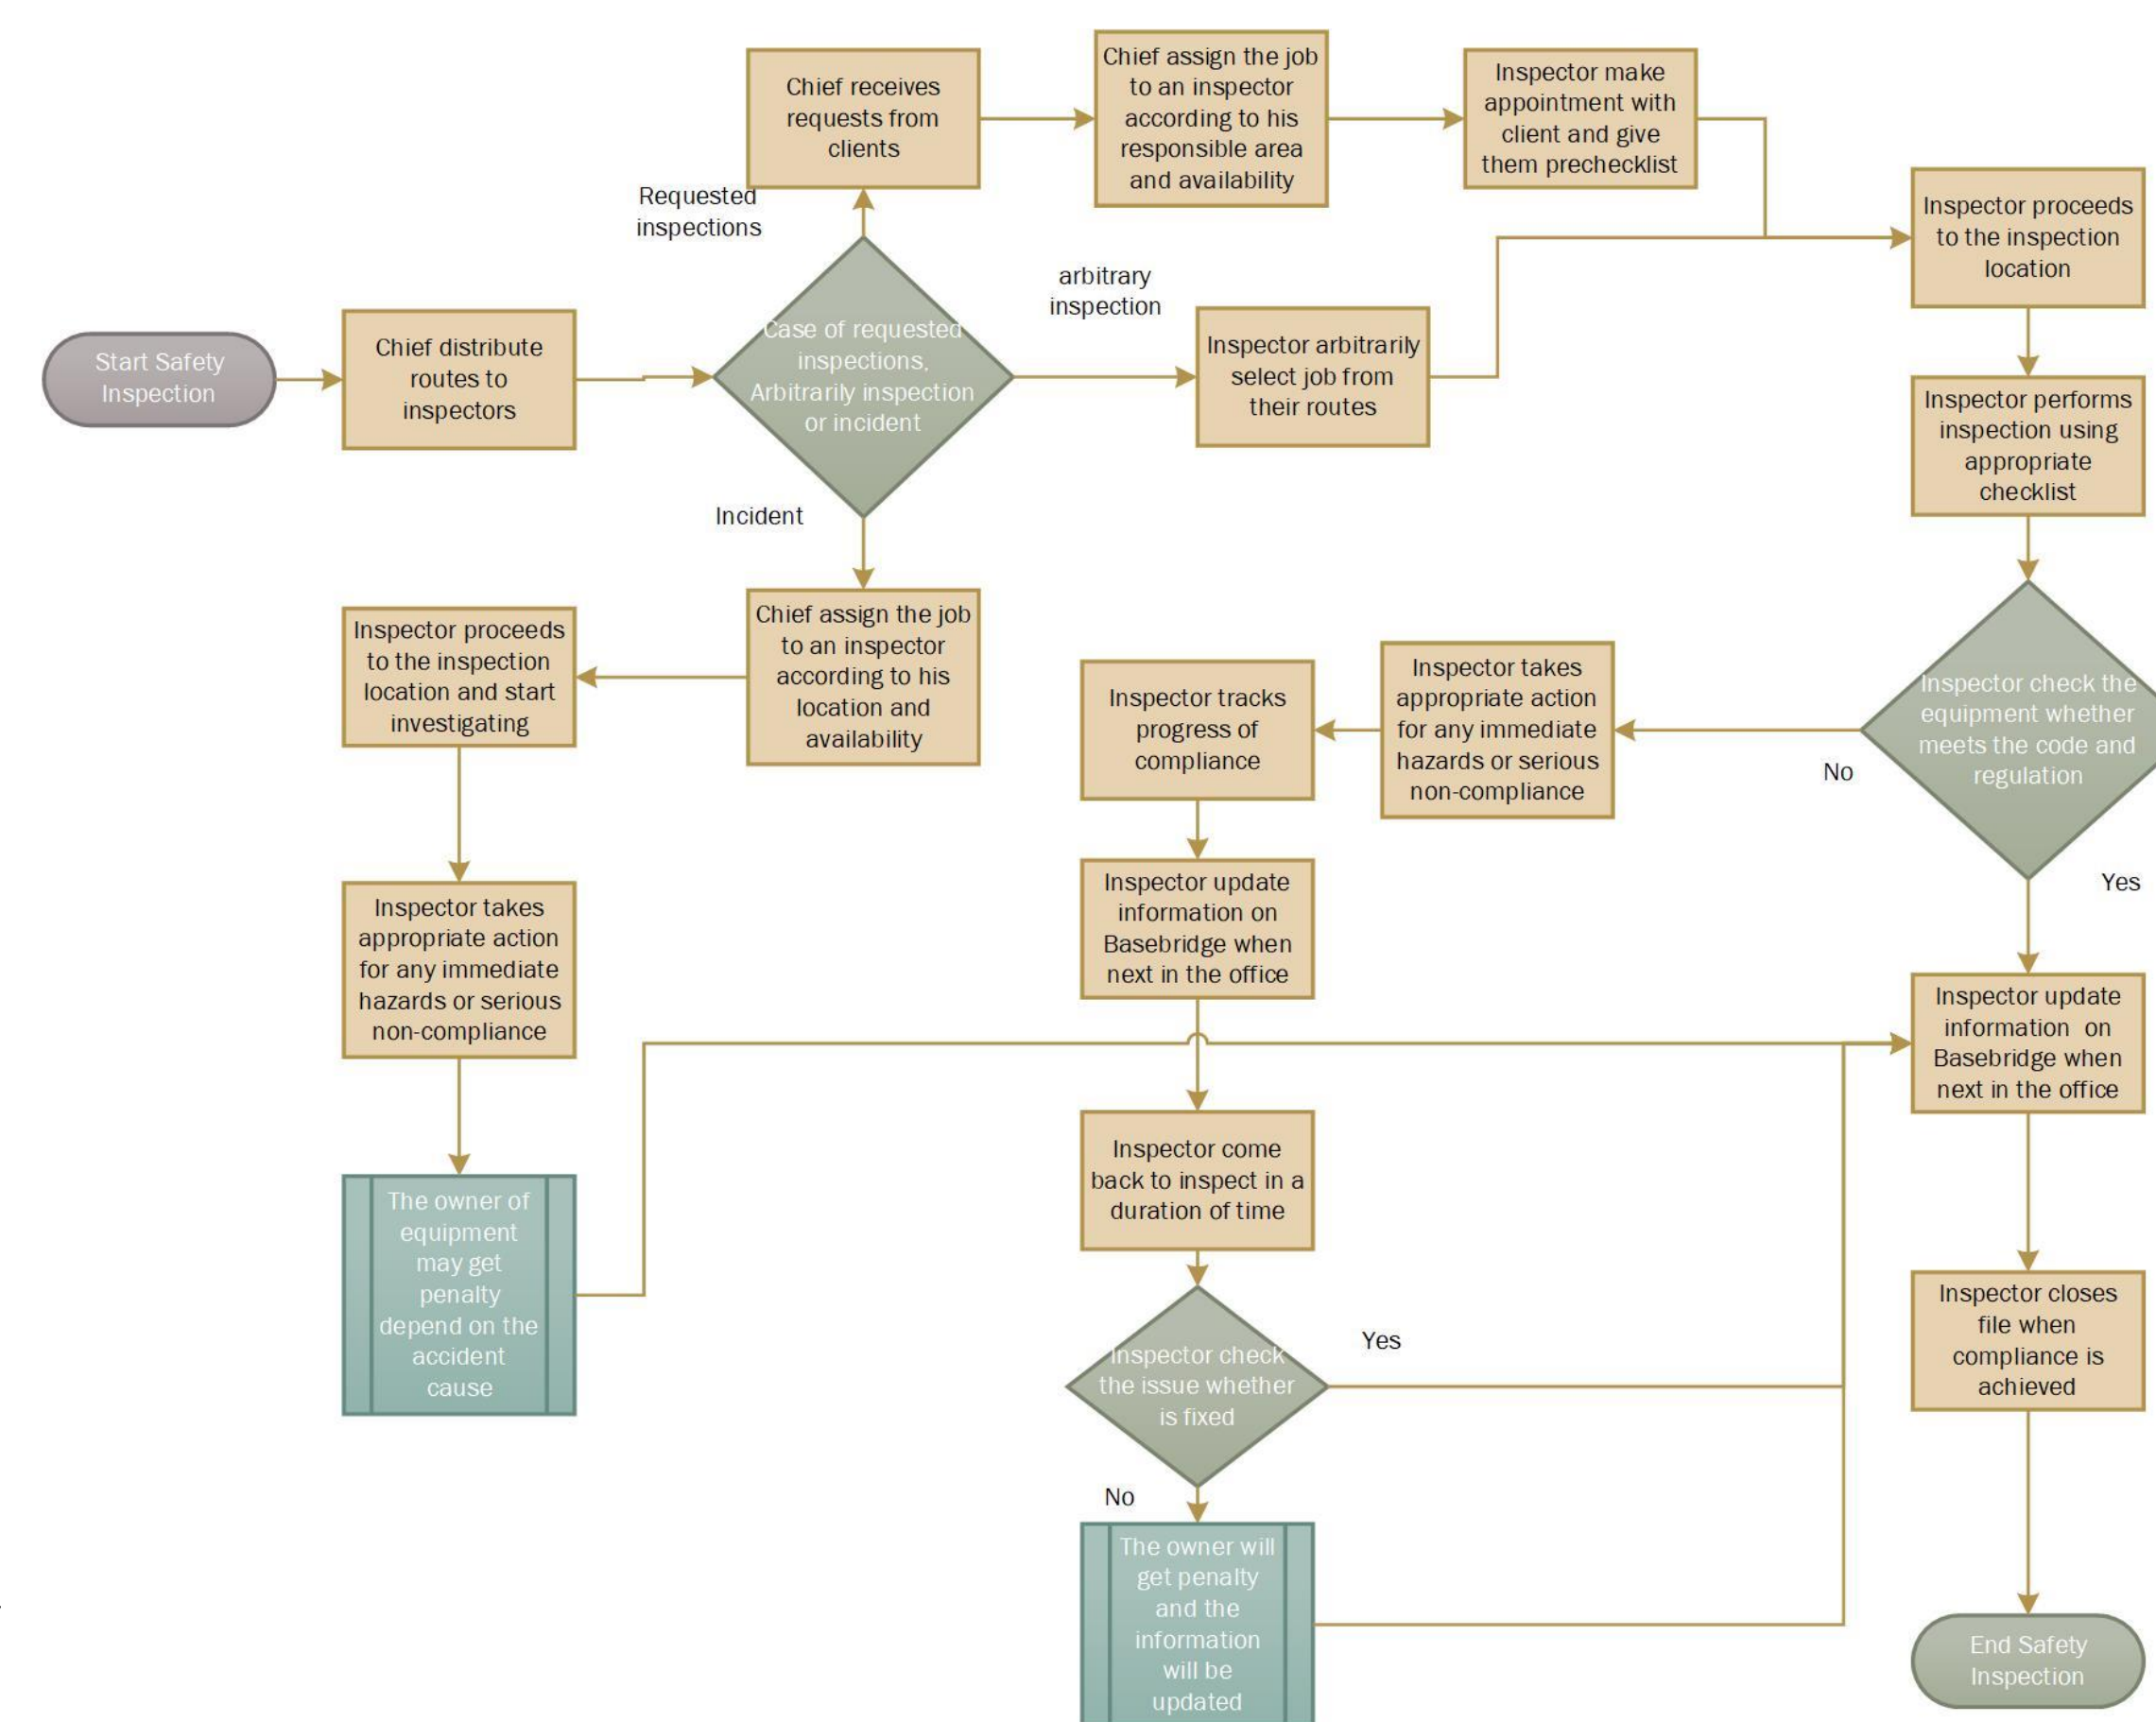 Start Safety
Inspection
Chief distribute
routes to
inspectors
Case of requested
inspections,
Arbitrarily inspection
or incident
Requested
inspections
Chief receives
requests from
clients
Chief assign the job
to an inspector
according to his
responsible area
and availability
Inspector make
appointment with
client and give
them prechecklist
arbitrary
inspection
Inspector arbitrarily
select job from
their routes
Inspector proceeds
to the inspection
location
Inspector performs
inspection using
appropriate
checklist
Inspector check the
equipment whether
meets the code and
regulation
No
Yes
Inspector takes
appropriate action
for any immediate
hazards or serious
non-compliance
Inspector tracks
progress of
compliance
Inspector update
information on
Basebridge when
next in the office
Inspector come
back to inspect in a
duration of time
Inspector check
the issue whether
is fixed
Yes
No
The owner will
get penalty
and the
information
will be
updated
Incident
Chief assign the job
to an inspector
according to his
location and
availability
Inspector proceeds
to the inspection
location and start
investigating
Inspector takes
appropriate action
for any immediate
hazards or serious
non-compliance
The owner of
equipment
may get
penalty
depend on the
accident
cause
Inspector update
information on
Basebridge when
next in the office
Inspector closes
file when
compliance is
achieved
End Safety
Inspection